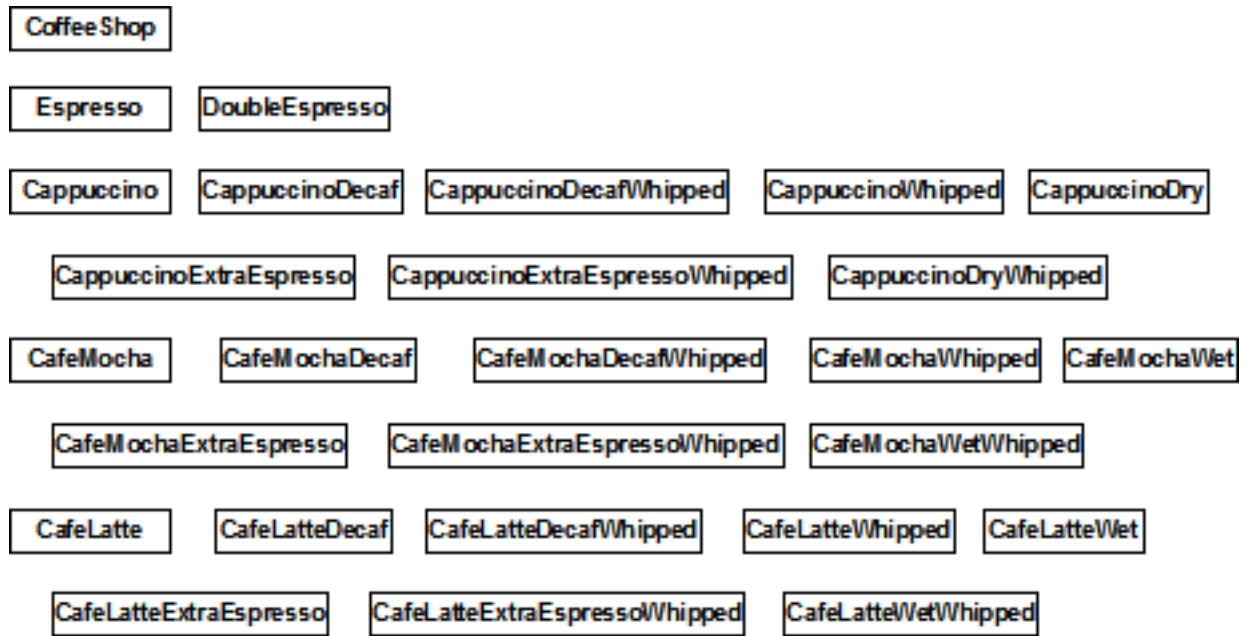 CoffeeShop
Espresso DoubleEspresso
Cappuccino CappuccinoDecaf CappuccinoDecafWhipped CappuccinoWhipped CappuccinoDry
CappuccinoExtraEspresso CappuccinoExtraEspressoWhipped CappuccinoDryWhipped
CafeMocha CafeMochaDecaf CafeMochaDecafWhipped CafeMochaWhipped CafeMochaWet
CafeMochaExtraEspresso CafeMochaExtraEspressoWhipped CafeMochaWetWhipped
CafeLatte CafeLatteDecaf CafeLatteDecafWhipped CafeLatteWhipped CafeLatteWet
CafeLatteExtraEspresso CafeLatteExtraEspressoWhipped CafeLatteWetWhipped